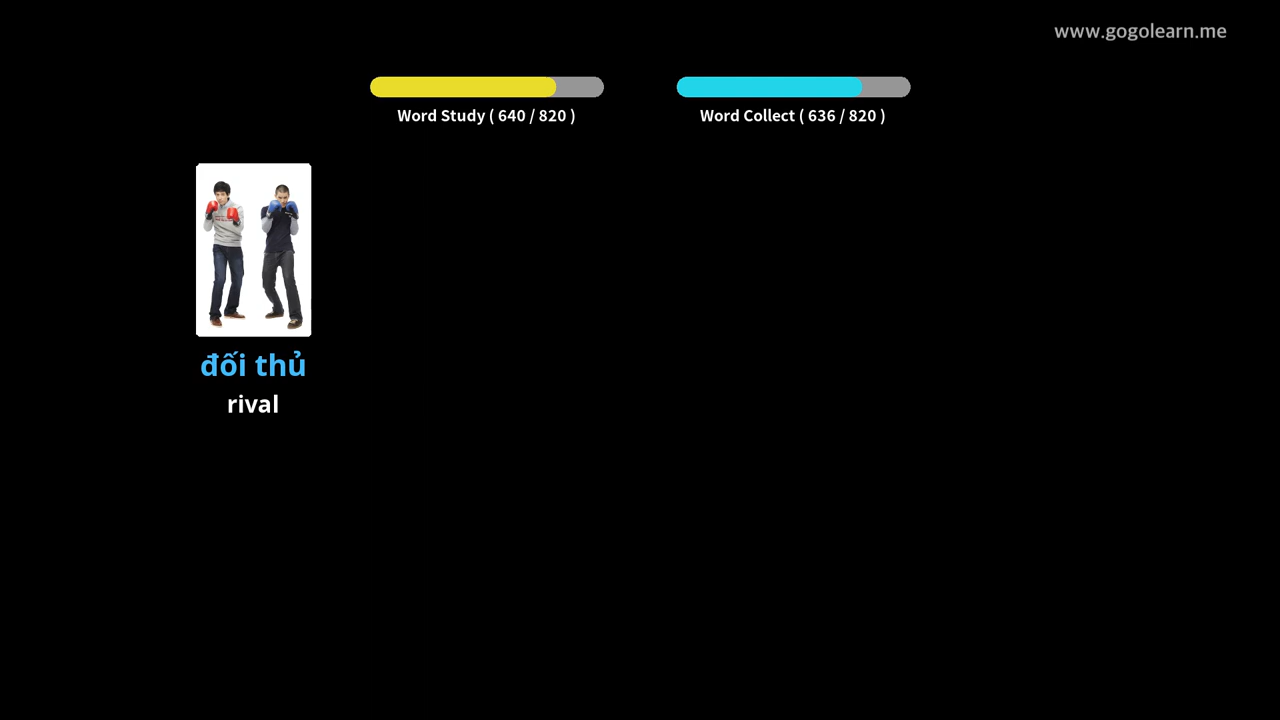 www.gogolearn.me
Word Study ( 640 / 820 )
Word Collect ( 636 / 820 )
đối thủ
rival